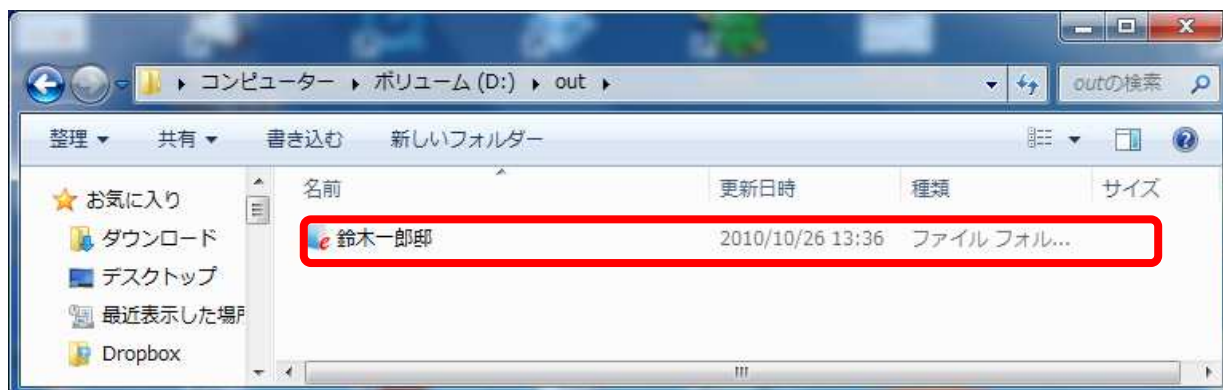 コンピューター ▸ ボリューム (D:) ▸ out ▸ outの検索
整理 ▼ 共有 ▼ 書き込む 新しいフォルダー
お気に入り
ダウンロード
デスクトップ
最近表示した場所
Dropbox
名前 更新日時 種類 サイズ
鈴木一郎邸 2010/10/26 13:36 ファイル フォル...